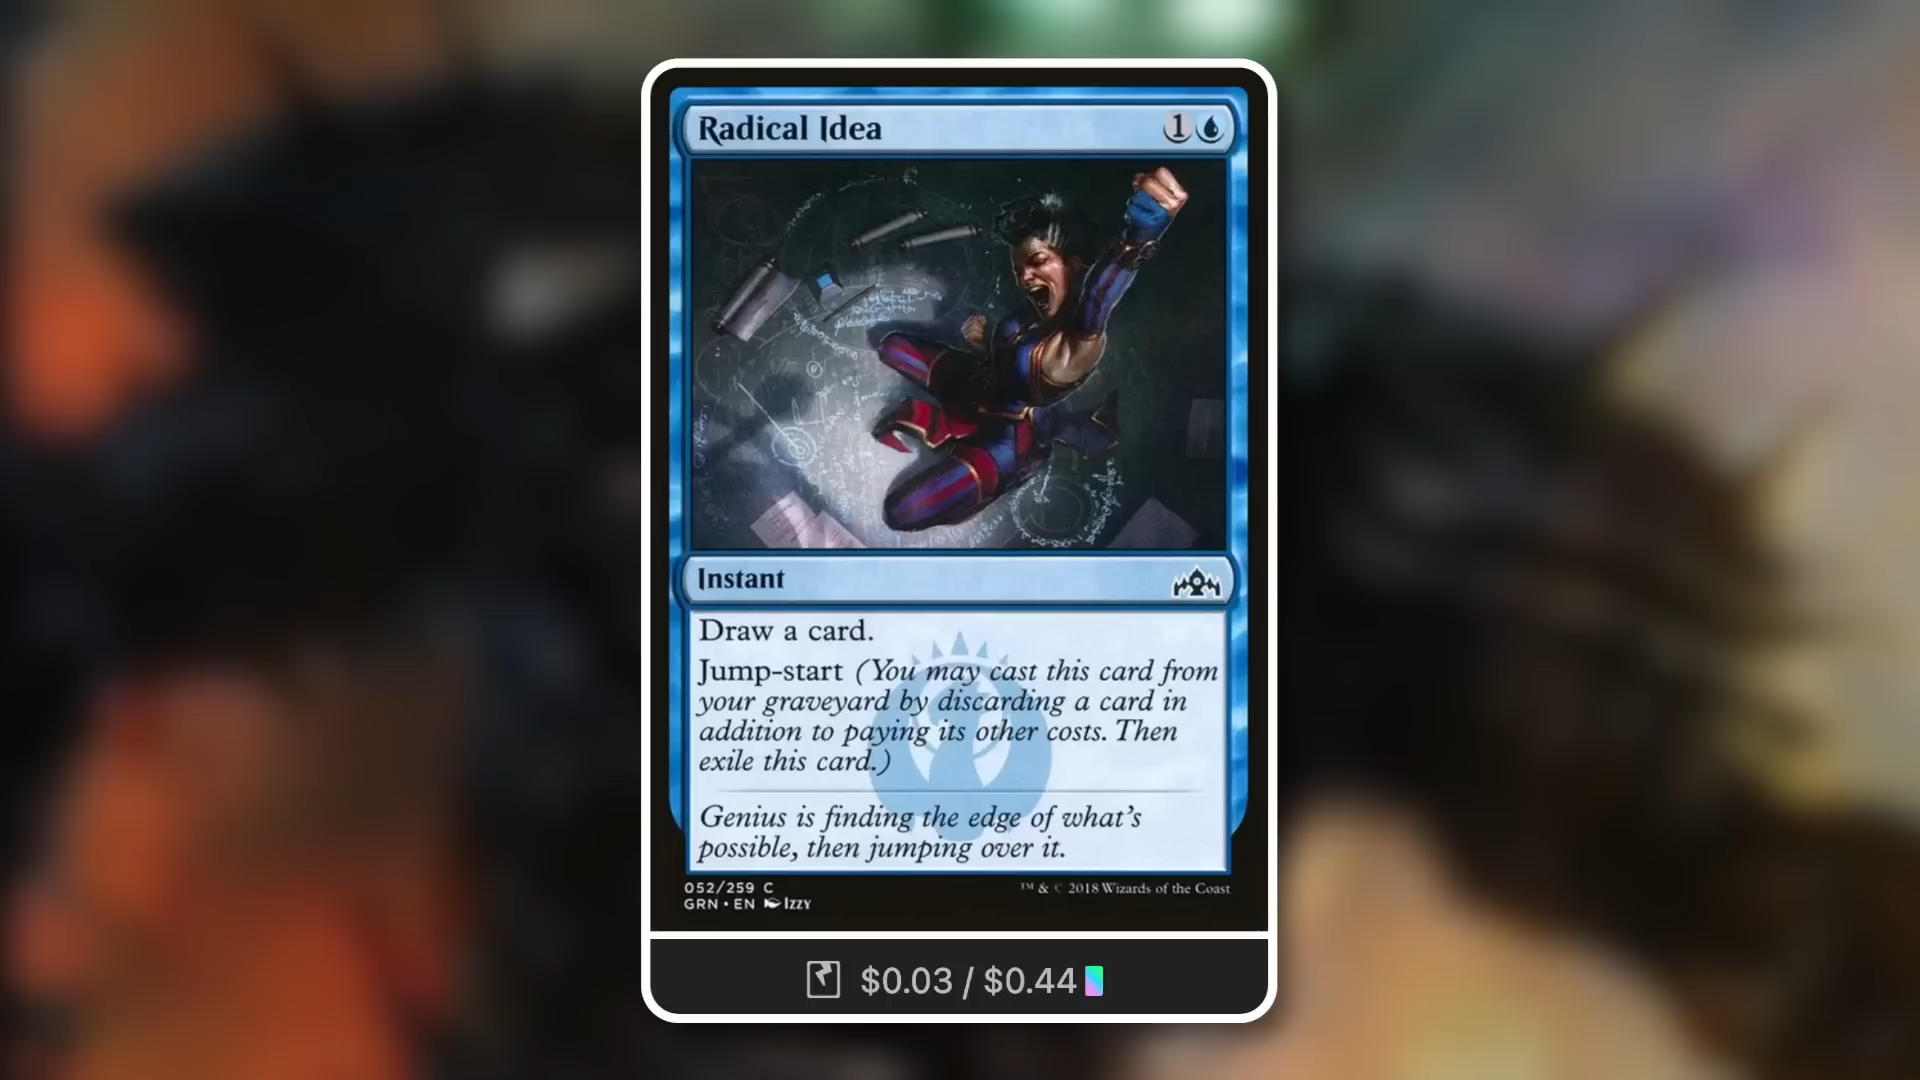 Radical Idea 1
Instant
Draw a card.
Jump-start (You may cast this card from
your graveyard by discarding a card in
addition to paying its other costs. Then
exile this card.)
Genius is finding the edge of what's
possible, then jumping over it.
052/259 C
GRN • EN Izzy
™ & © 2018 Wizards of the Coast
$0.03 / $0.44